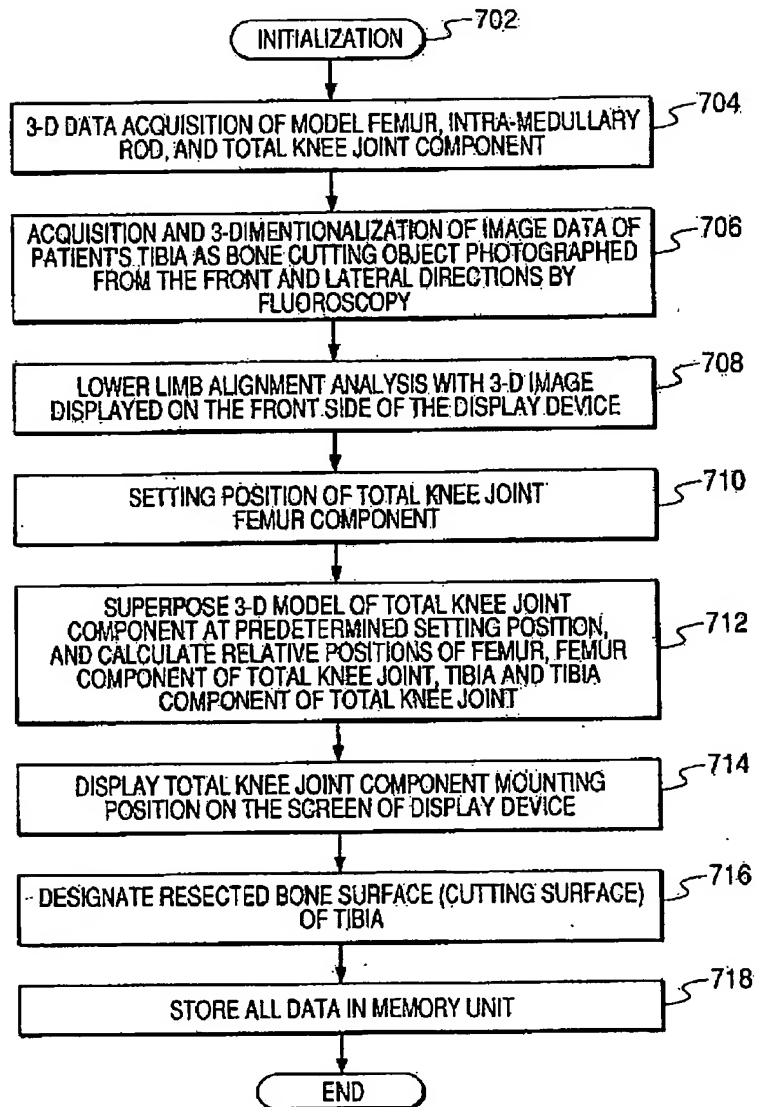 INITIALIZATION
702
3-D DATA ACQUISITION OF MODEL FEMUR, INTRA-MEDULLARY
ROD, AND TOTAL KNEE JOINT COMPONENT
704
ACQUISITION AND 3-DIMENTIONALIZATION OF IMAGE DATA OF
PATIENT'S TIBIA AS BONE CUTTING OBJECT PHOTOGRAPHED
FROM THE FRONT AND LATERAL DIRECTIONS BY
FLUOROSCOPY
706
LOWER LIMB ALIGNMENT ANALYSIS WITH 3-D IMAGE
DISPLAYED ON THE FRONT SIDE OF THE DISPLAY DEVICE
708
SETTING POSITION OF TOTAL KNEE JOINT
FEMUR COMPONENT
710
SUPERPOSE 3-D MODEL OF TOTAL KNEE JOINT
COMPONENT AT PREDETERMINED SETTING POSITION,
AND CALCULATE RELATIVE POSITIONS OF FEMUR, FEMUR
COMPONENT OF TOTAL KNEE JOINT, TIBIA AND TIBIA
COMPONENT OF TOTAL KNEE JOINT
712
DISPLAY TOTAL KNEE JOINT COMPONENT MOUNTING
POSITION ON THE SCREEN OF DISPLAY DEVICE
714
DESIGNATE RESECTED BONE SURFACE (CUTTING SURFACE)
OF TIBIA
716
STORE ALL DATA IN MEMORY UNIT
718
END